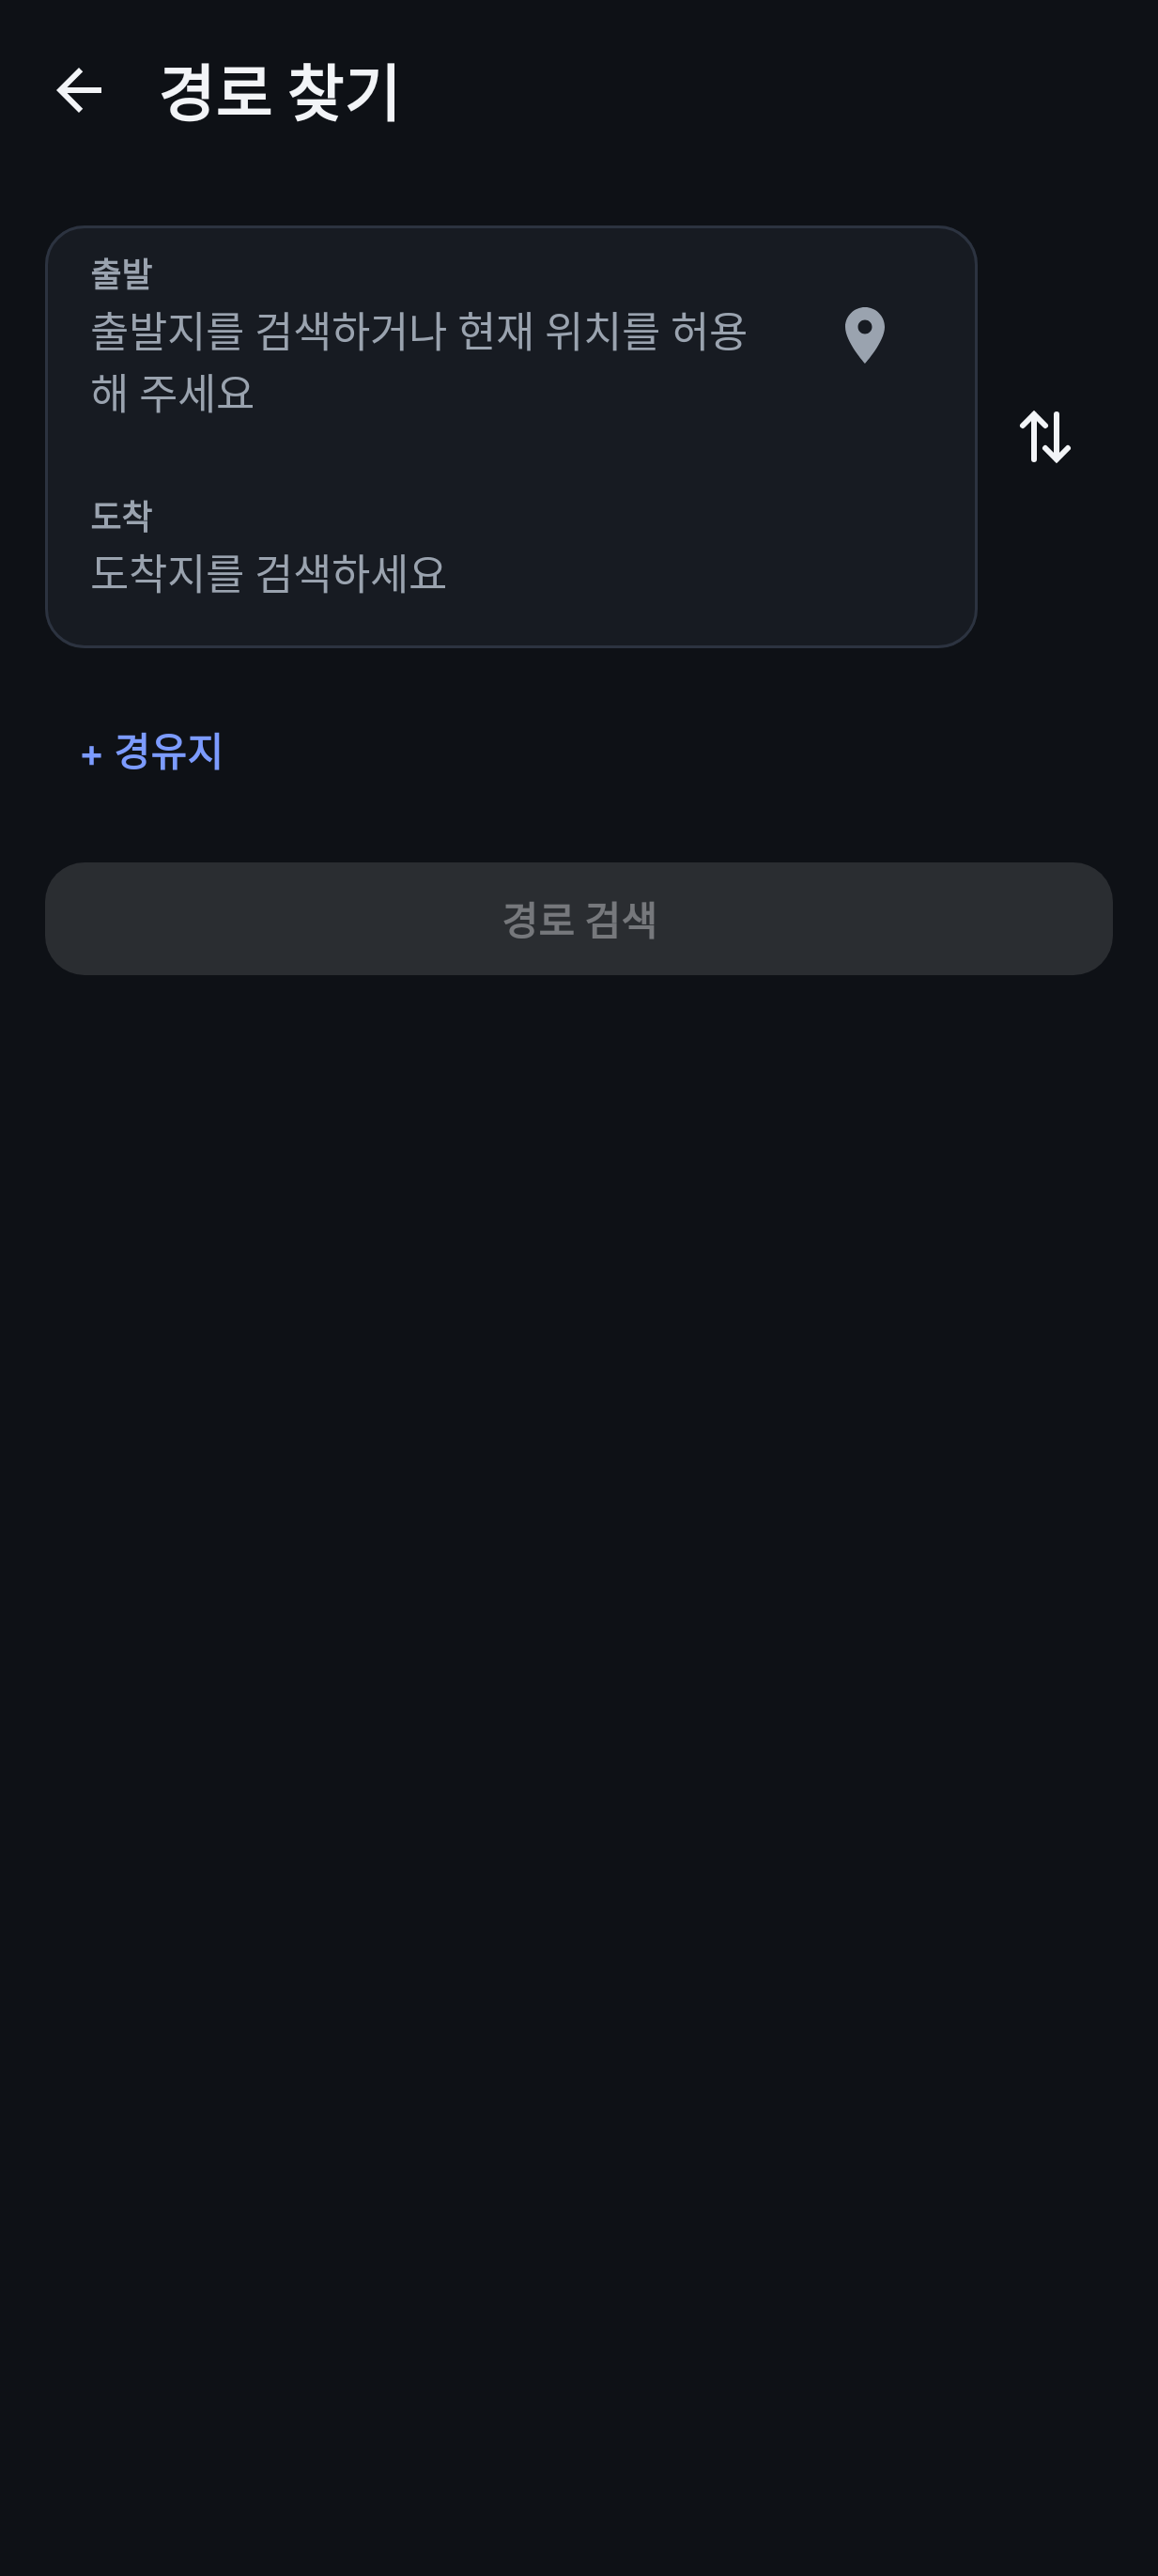 경로 찾기
출발
출발지를 검색하거나 현재 위치를 허용
해 주세요
도착
도착지를 검색하세요
+ 경유지
경로 검색